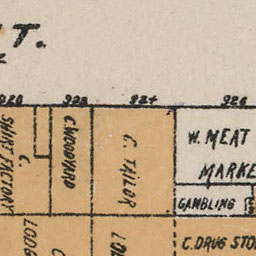 T.
920 922 924 926
C. SHIRT FACTORY
C. WOODYARD
C. TAILOR
W. MEAT
MARKE
GAMBLING
C. DRUG STO
LODG
LO